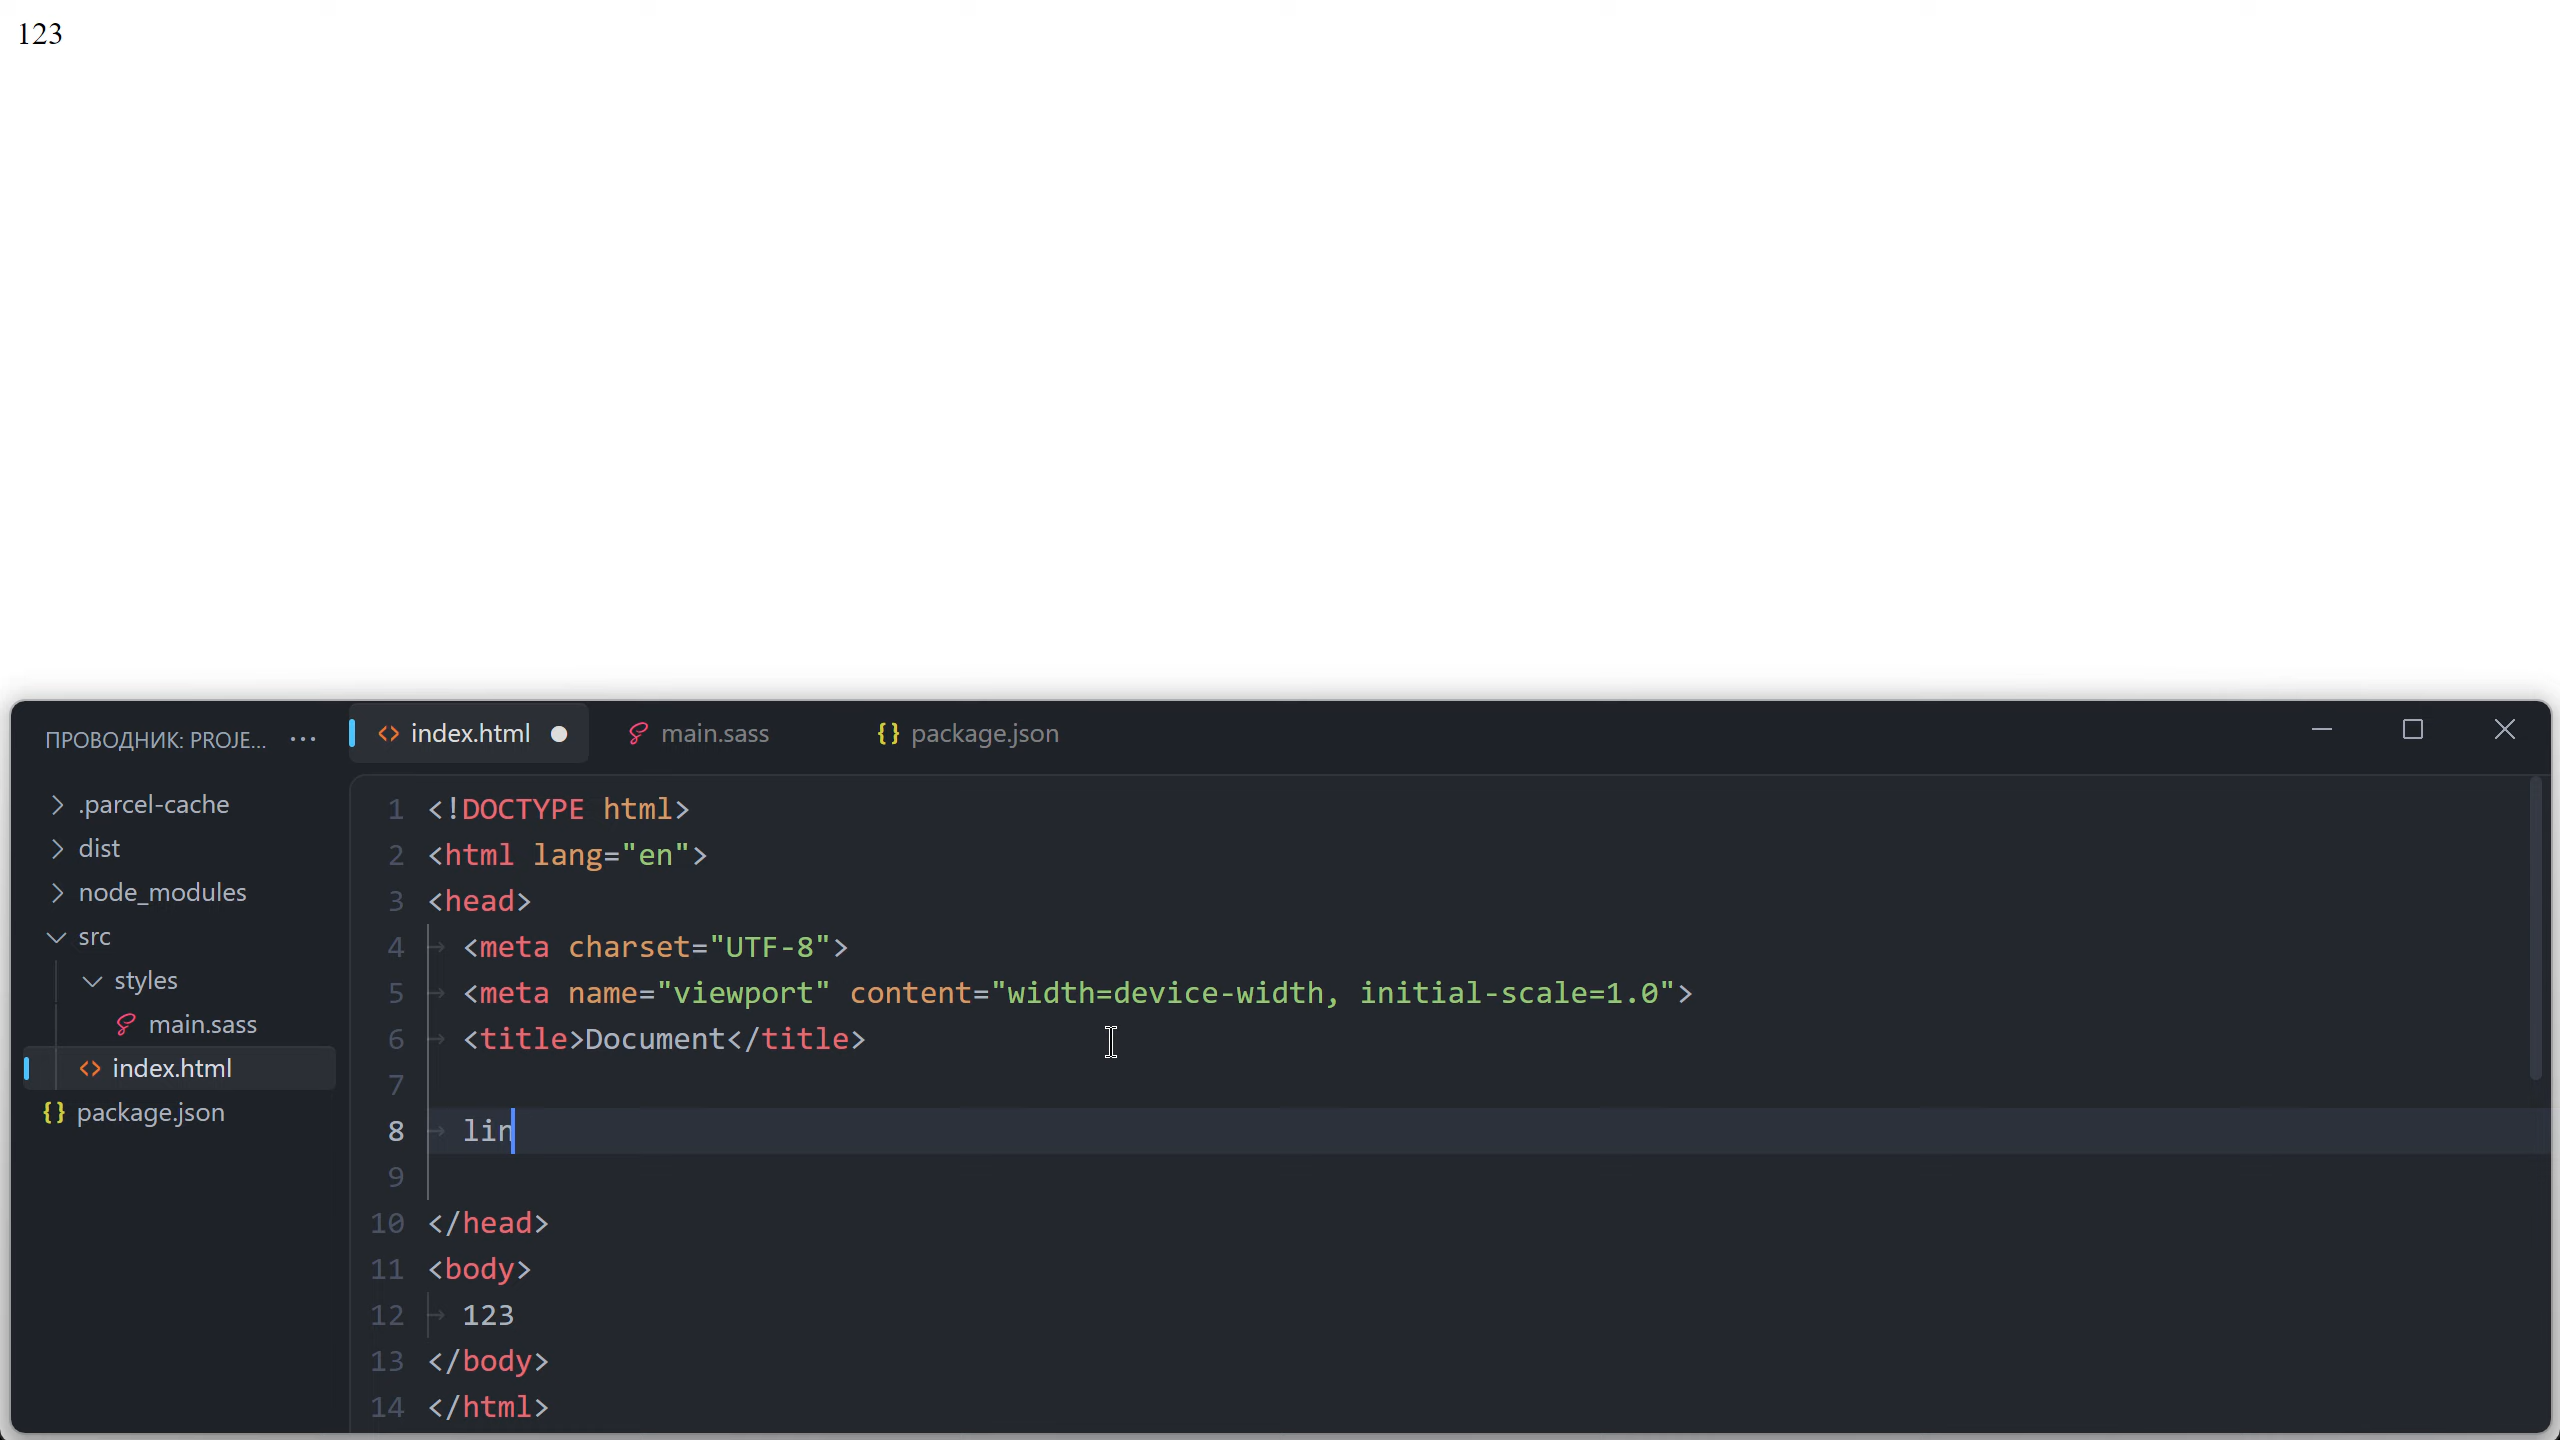 123
ПРОВОДНИК: PROJE... ···
index.html
main.sass
package.json
.parcel-cache
dist
node_modules
src
styles
main.sass
index.html
package.json
1 <!DOCTYPE html>
2 <html lang="en">
3 <head>
4 <meta charset="UTF-8">
5 <meta name="viewport" content="width=device-width, initial-scale=1.0">
6 <title>Document</title>
7
8 lin
9
10 </head>
11 <body>
12 123
13 </body>
14 </html>